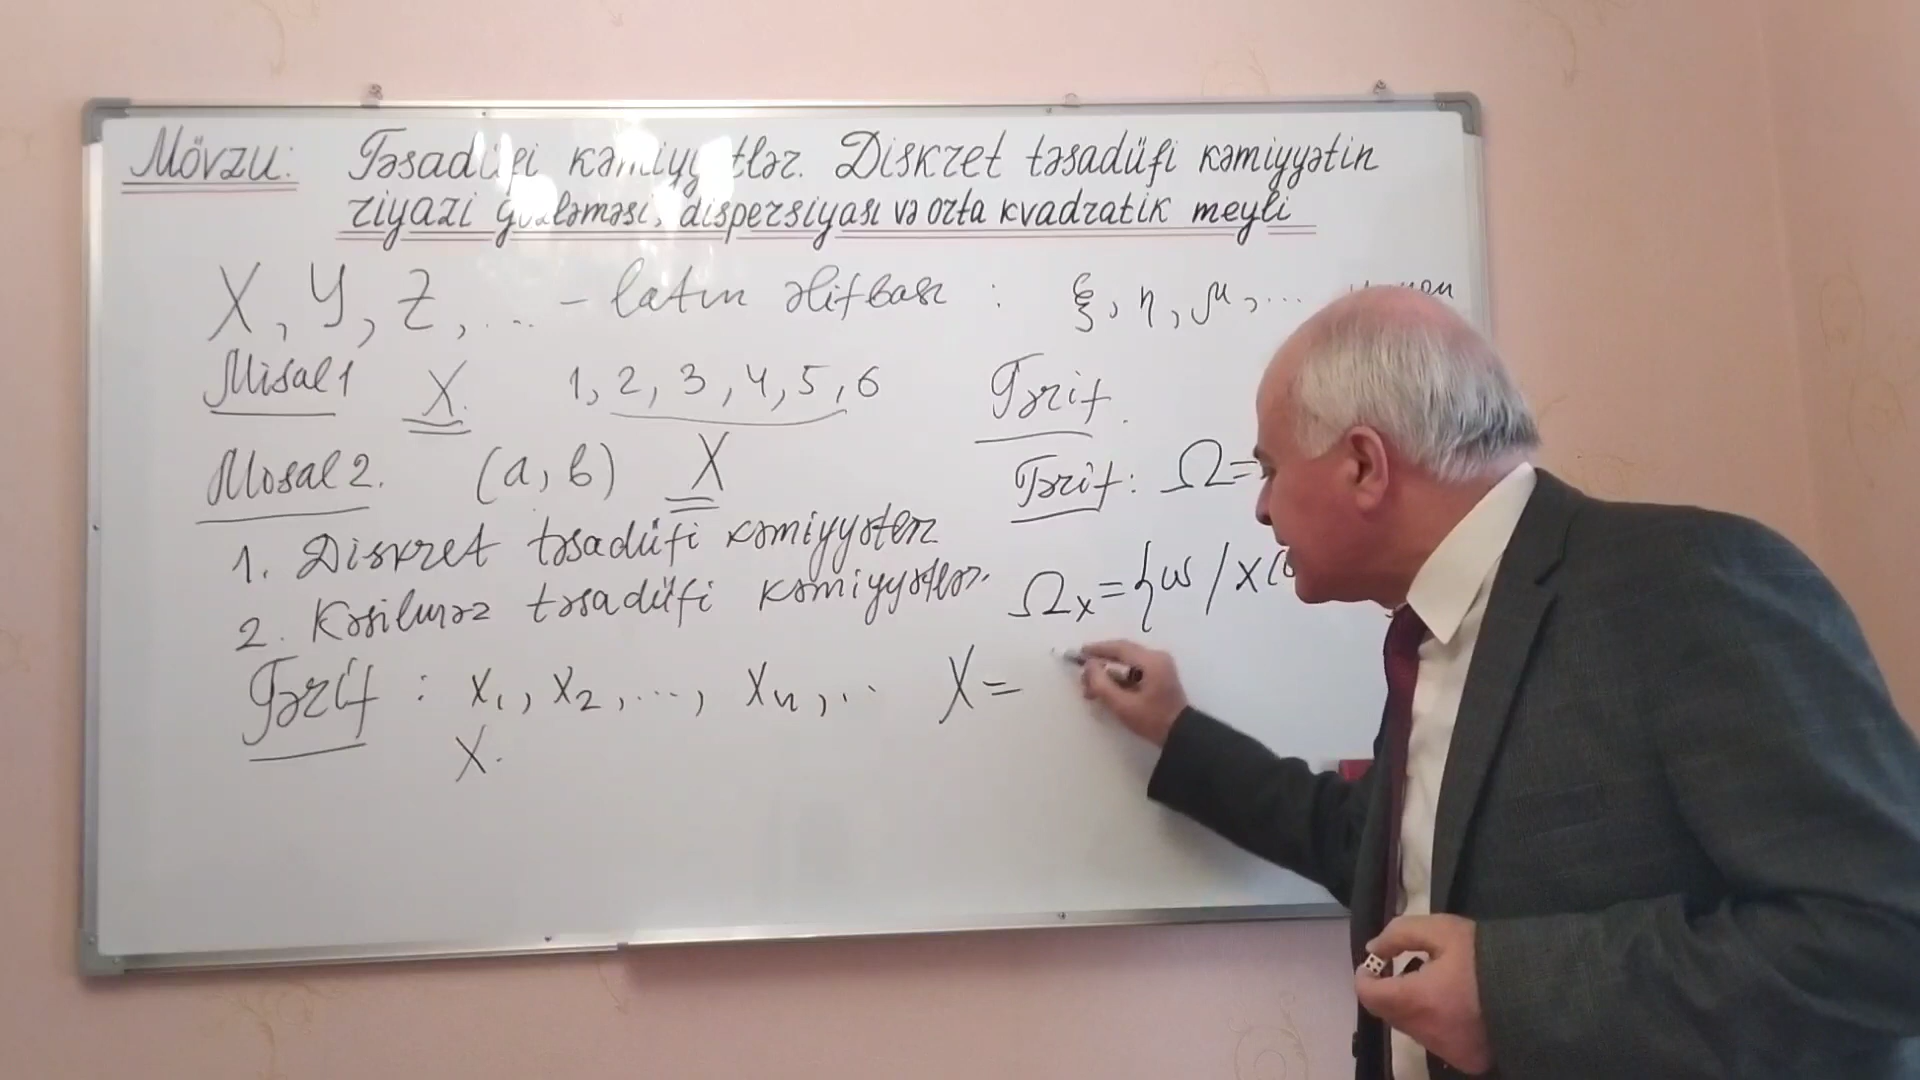 Mövzu: Təsadüfi kəmiyyətlər. Diskret təsadüfi kəmiyyətin
riyazi gözləməsi, dispersiyası və orta kvadratik meyli
X, Y, Z, ... – latın əlifbası : ξ, η, μ, ...
Misal 1 X. 1, 2, 3, 4, 5, 6
Mosal 2. (a, b) X
1. Diskret təsadüfi kəmiyyətlər
2. Kəsilməz təsadüfi kəmiyyətlər.
Tərif : x₁, x₂, ..., xₙ, .. X =
X.
Tərif.
Tərif: Ω =
Ωₓ = {ω / X(